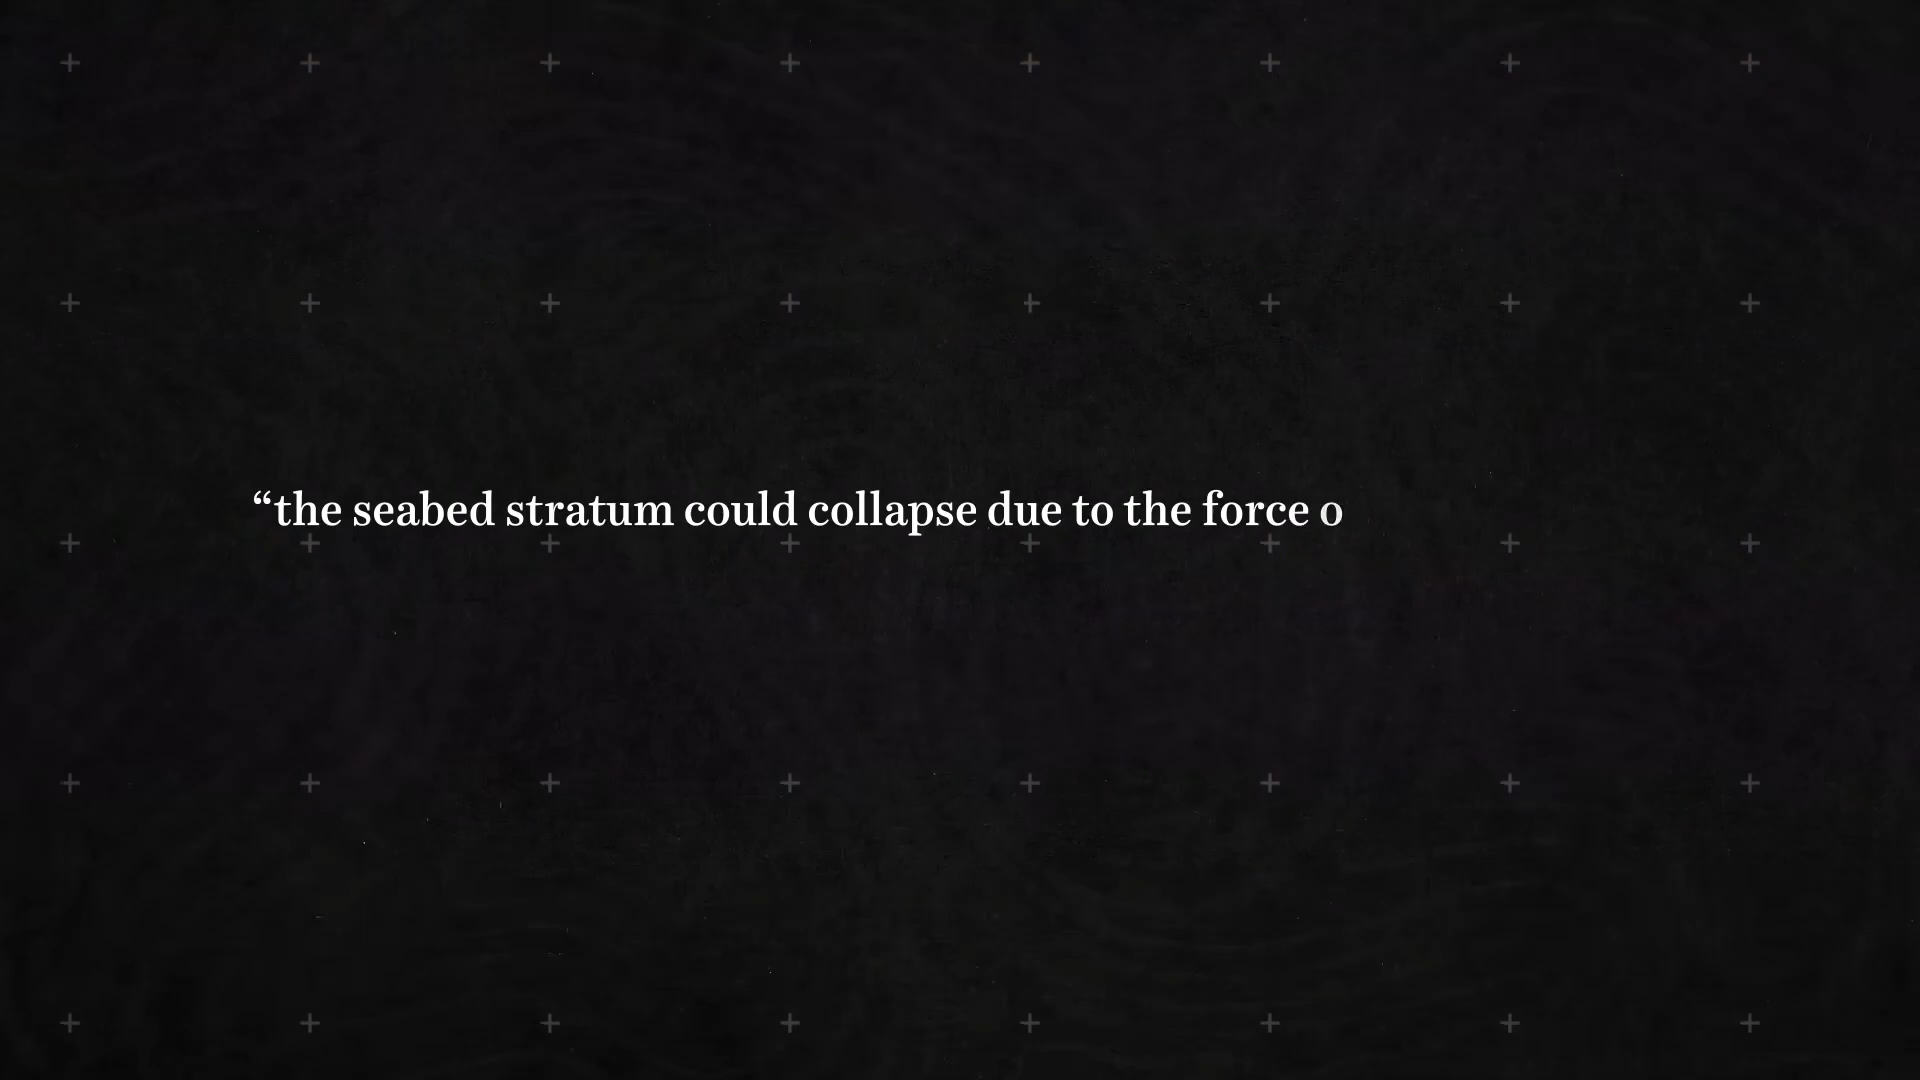 “the seabed stratum could collapse due to the force o